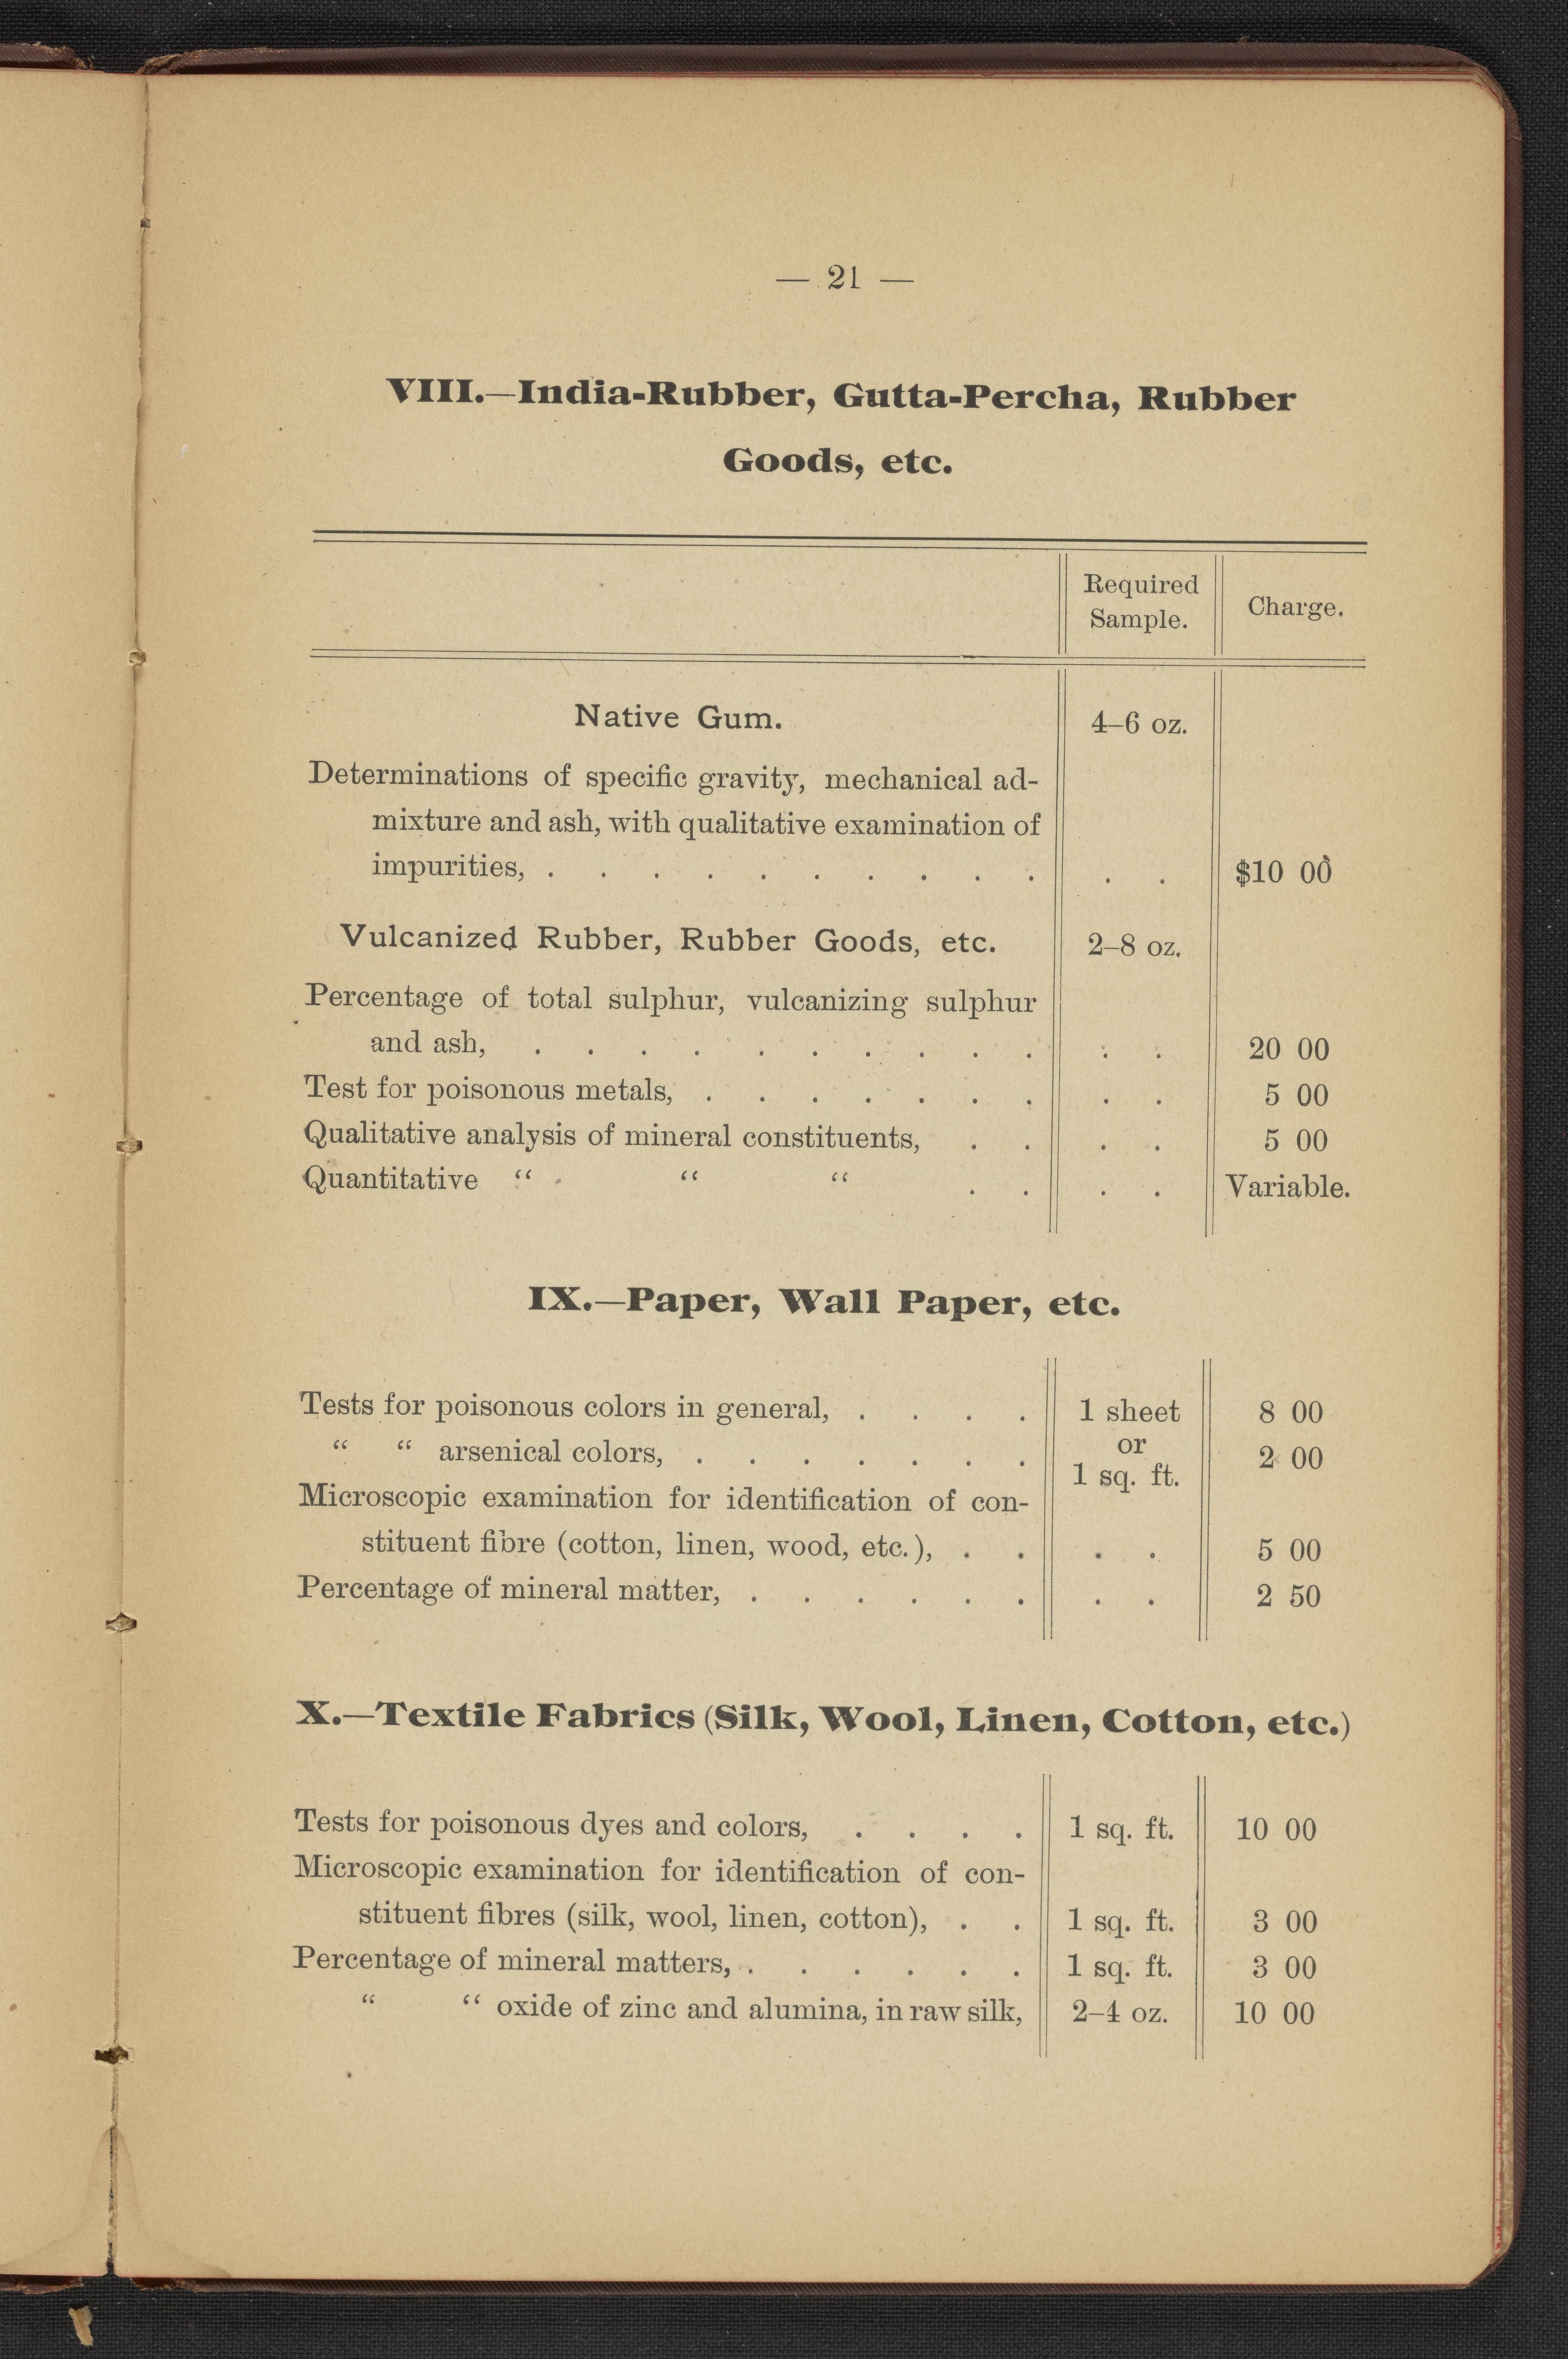 — 21 —
VIII.—India-Rubber, Gutta-Percha, Rubber
Goods, etc.
Required
Sample.
Charge.
Native Gum. 4–6 oz.
Determinations of specific gravity, mechanical ad-
mixture and ash, with qualitative examination of
impurities, . . . . . . . . . . . . $10 00
Vulcanized Rubber, Rubber Goods, etc. 2–8 oz.
Percentage of total sulphur, vulcanizing sulphur
and ash, . . . . . . . . . . . . 20 00
Test for poisonous metals, . . . . . . . . . 5 00
Qualitative analysis of mineral constituents, . . . . 5 00
Quantitative “ “ “ . . . . Variable.
IX.—Paper, Wall Paper, etc.
Tests for poisonous colors in general, . . . . 1 sheet 8 00
or
“ “ arsenical colors, . . . . . . . 2 00
1 sq. ft.
Microscopic examination for identification of con-
stituent fibre (cotton, linen, wood, etc.), . . . . 5 00
Percentage of mineral matter, . . . . . . . . 2 50
X.—Textile Fabrics (Silk, Wool, Linen, Cotton, etc.)
Tests for poisonous dyes and colors, . . . . 1 sq. ft. 10 00
Microscopic examination for identification of con-
stituent fibres (silk, wool, linen, cotton), . . 1 sq. ft. 3 00
Percentage of mineral matters, . . . . . . 1 sq. ft. 3 00
“ “ oxide of zinc and alumina, in raw silk, 2–4 oz. 10 00